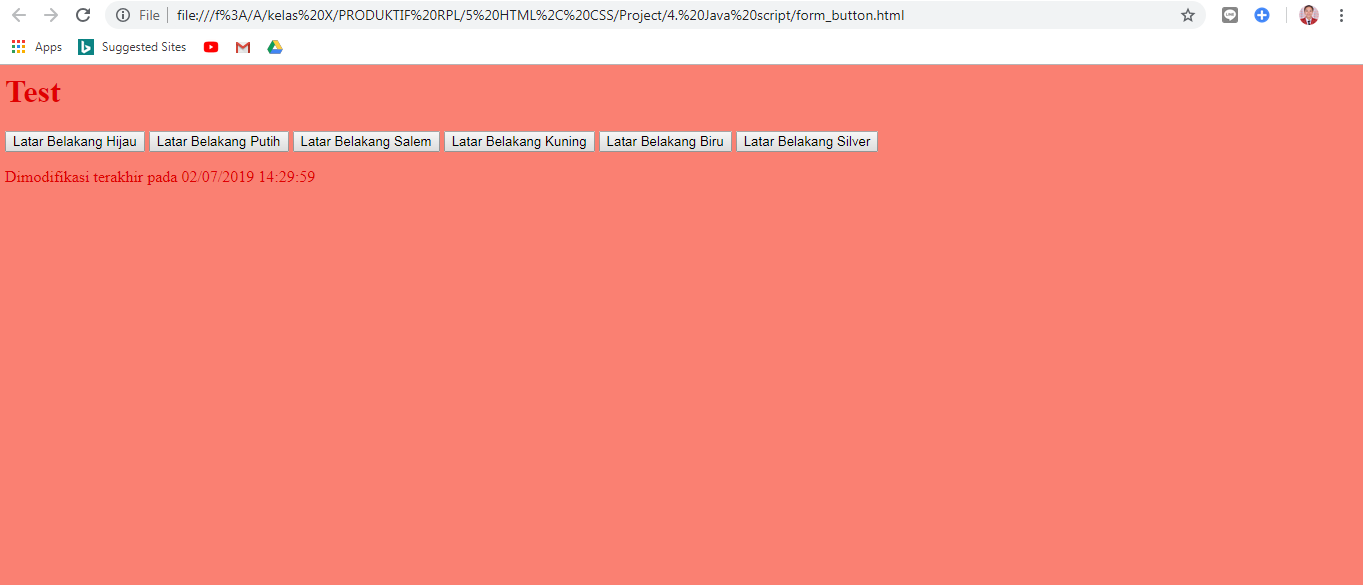 File file:///f%3A/A/kelas%20X/PRODUKTIF%20RPL/5%20HTML%2C%20CSS/Project/4.%20Java%20script/form_button.html
Apps Suggested Sites
Test
Latar Belakang Hijau Latar Belakang Putih Latar Belakang Salem Latar Belakang Kuning Latar Belakang Biru Latar Belakang Silver
Dimodifikasi terakhir pada 02/07/2019 14:29:59